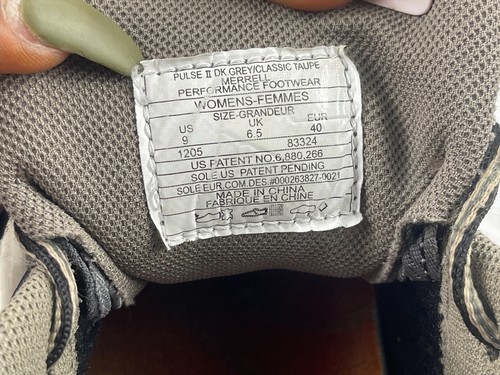 PULSE II DK.GREY/CLASSIC TAUPE
MERRELL
PERFORMANCE FOOTWEAR
WOMENS-FEMMES
SIZE-GRANDEUR
US UK EUR
9 6.5 40
1205 83324
US PATENT NO.6,880,266
SOLE US PATENT PENDING
SOLE EUR.COM.DES.#000263827-0021
MADE IN CHINA
FABRIQUE EN CHINE